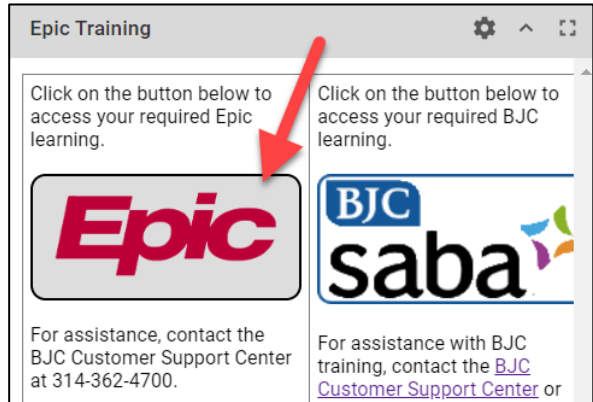 Epic Training
Click on the button below to
access your required Epic
learning.
Epic
For assistance, contact the
BJC Customer Support Center
at 314-362-4700.
Click on the button below to
access your required BJC
learning.
BJC
saba
For assistance with BJC
training, contact the BJC
Customer Support Center or